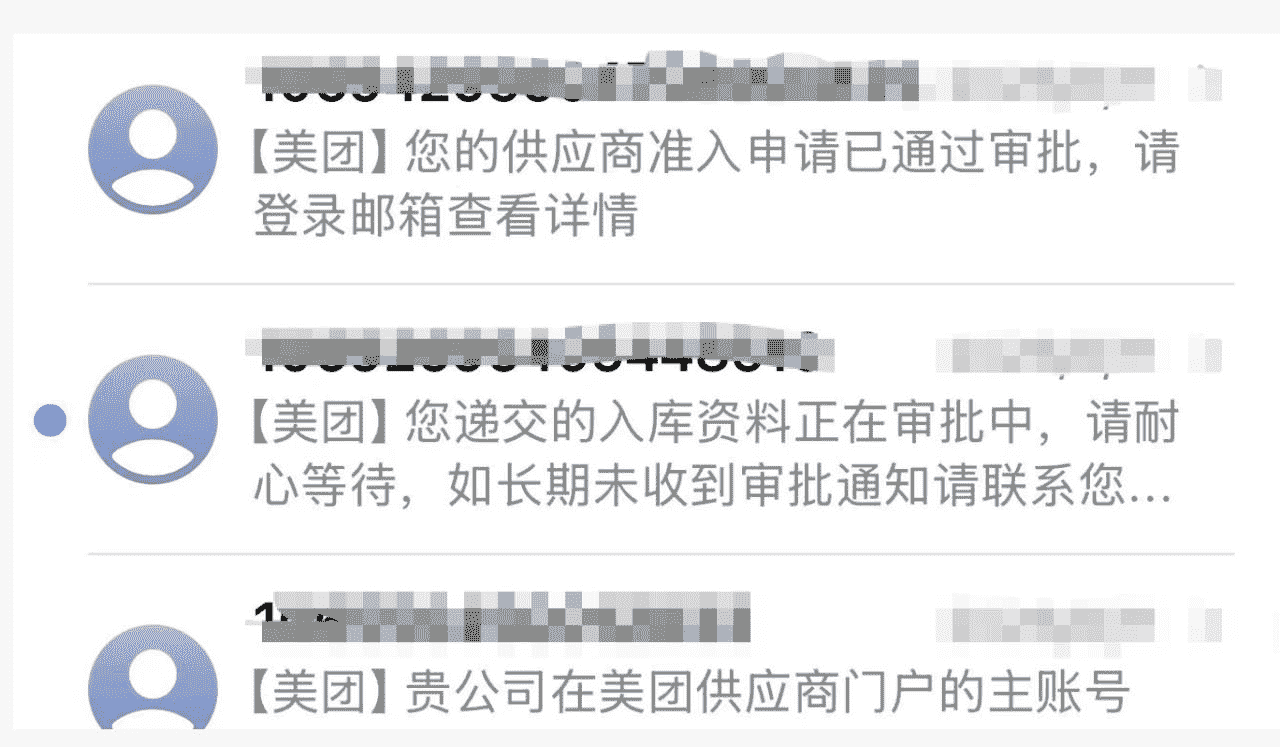 【美团】您的供应商准入申请已通过审批，请
登录邮箱查看详情
【美团】您递交的入库资料正在审批中，请耐
心等待，如长期未收到审批通知请联系您...
【美团】贵公司在美团供应商门户的主账号